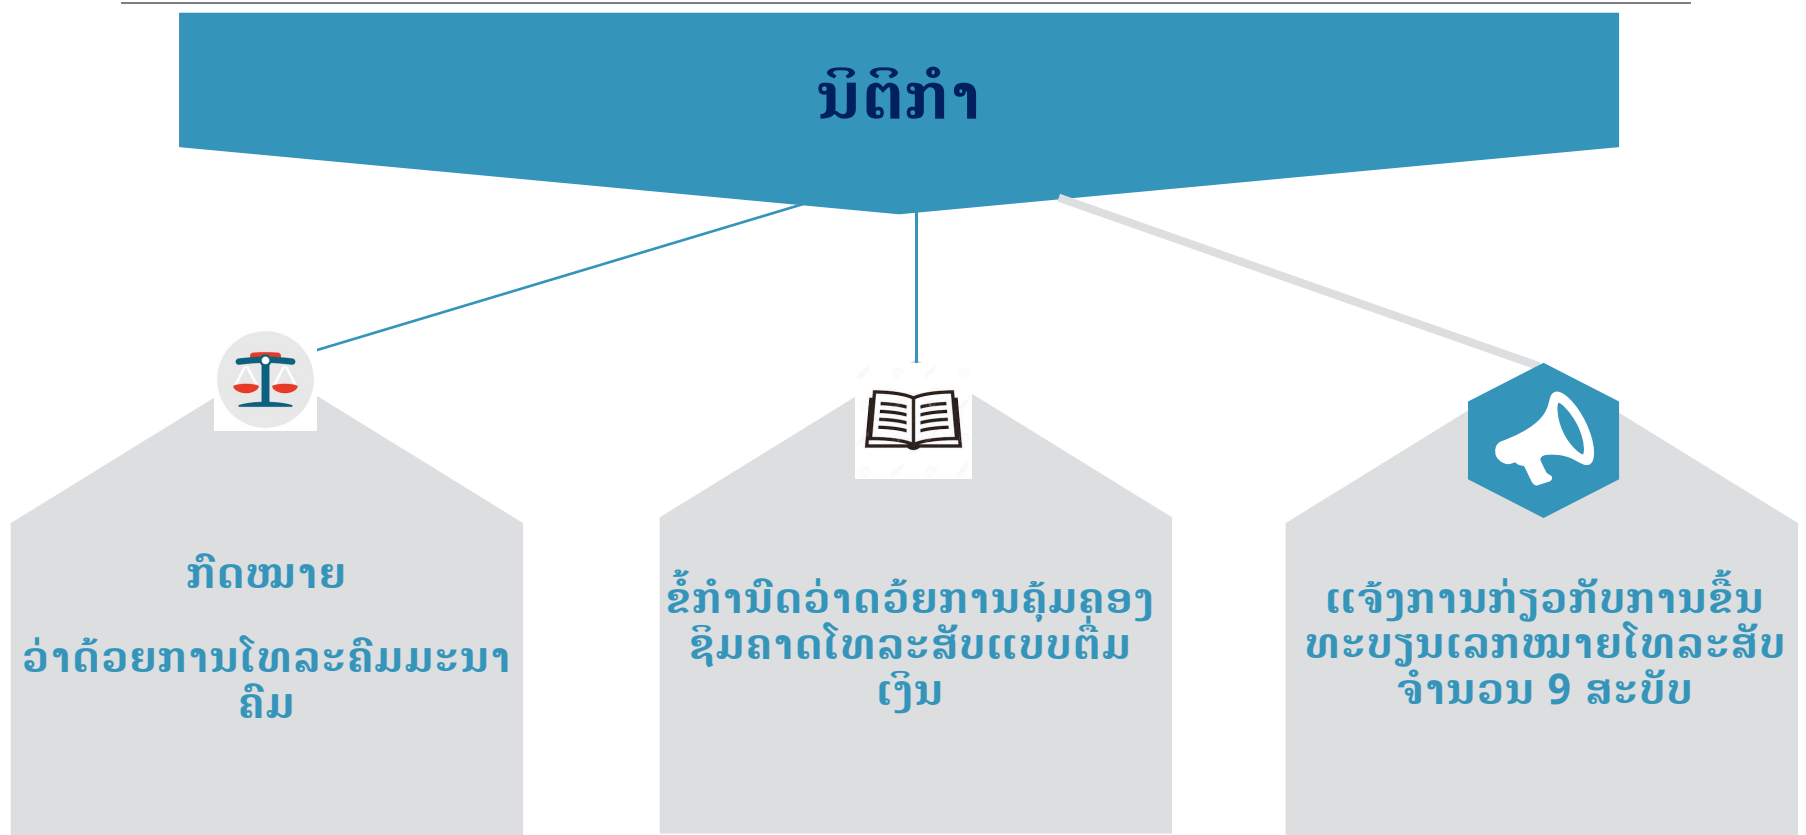 ນິຕິກຳ
ກົດໝາຍ
ວ່າດ້ວຍການໂທລະຄົມມະນາ
ຄົມ
ຂໍ້ກຳນົດວ່າດວ້ຍການຄຸ້ມຄອງ
ຊິມຄາດໂທລະສັບແບບຕື່ມ
ເງິນ
ແຈ້ງການກ່ຽວກັບການຂື້ນ
ທະບຽນເລກໝາຍໂທລະສັບ
ຈຳນວນ 9 ສະບັບ